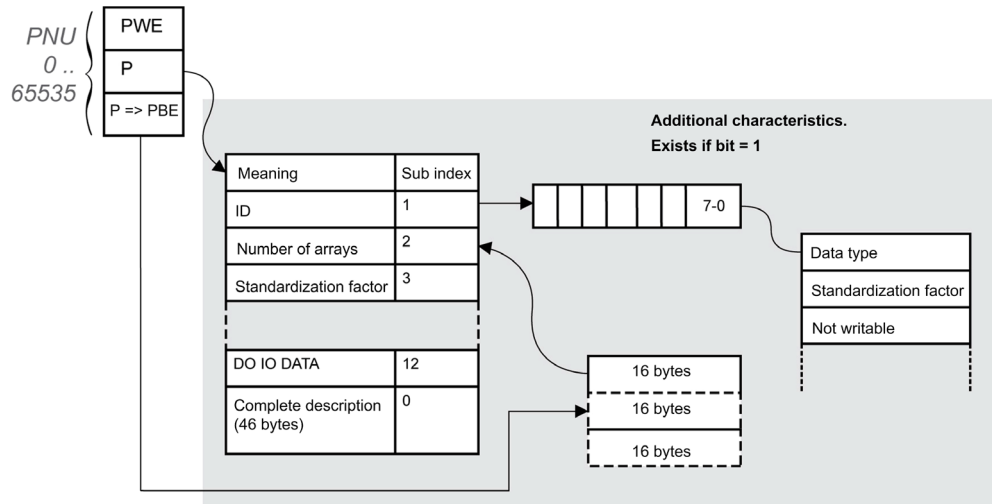 PWE
PNU
0 ..
65535
P
P => PBE
Additional characteristics.
Exists if bit = 1
Meaning
Sub index
ID
1
7-0
Number of arrays
2
Standardization factor
3
Data type
Standardization factor
Not writable
DO IO DATA
12
Complete description
(46 bytes)
0
16 bytes
16 bytes
16 bytes